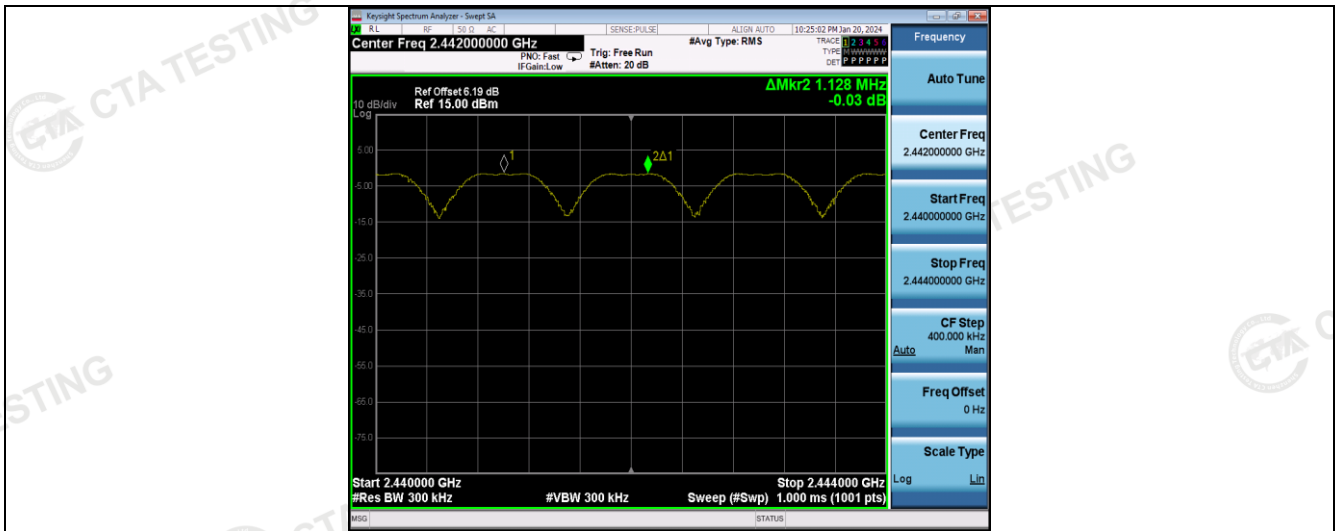 CTA TESTING
Keysight Spectrum Analyzer - Swept SA
RL RF 50 Ω AC SENSE:PULSE ALIGN AUTO 10:25:02 PM Jan 20, 2024
Center Freq 2.442000000 GHz
PNO: Fast
IFGain:Low
Trig: Free Run
#Atten: 20 dB
#Avg Type: RMS
TRACE 1 2 3 4 5 6
TYPE M WWWWW
DET P P P P P P
ΔMkr2 1.128 MHz
-0.03 dB
Ref Offset 6.19 dB
10 dB/div Ref 15.00 dBm
Log
5.00
-5.00
-15.0
-25.0
-35.0
-45.0
-55.0
-65.0
-75.0
1
2Δ1
Start 2.440000 GHz
Stop 2.444000 GHz
#Res BW 300 kHz
#VBW 300 kHz
Sweep (#Swp) 1.000 ms (1001 pts)
MSG
STATUS
Frequency
Auto Tune
Center Freq
2.442000000 GHz
Start Freq
2.440000000 GHz
Stop Freq
2.444000000 GHz
CF Step
400.000 kHz
Auto Man
Freq Offset
0 Hz
Scale Type
Log Lin
TESTING
ESTING
CTA
C